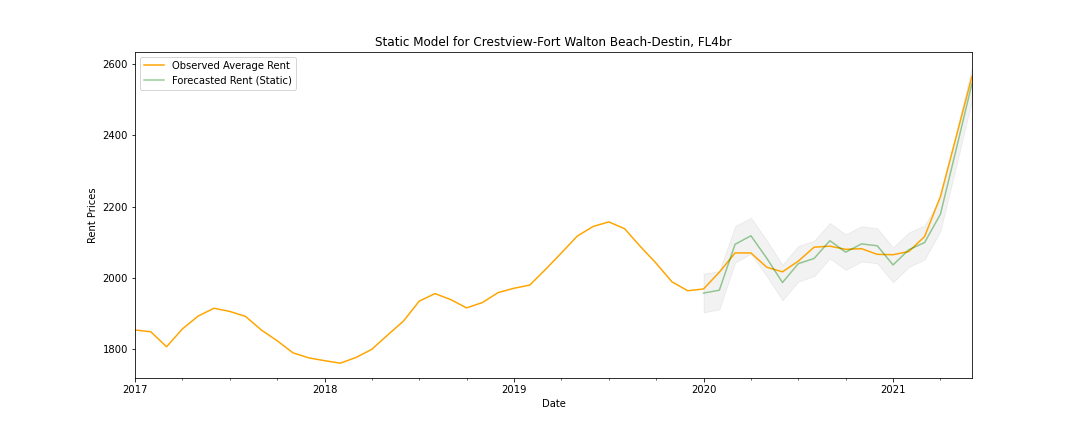 Static Model for Crestview-Fort Walton Beach-Destin, FL4br
Observed Average Rent
Forecasted Rent (Static)
Rent Prices
2600
2400
2200
2000
1800
2017
2018
2019
2020
2021
Date